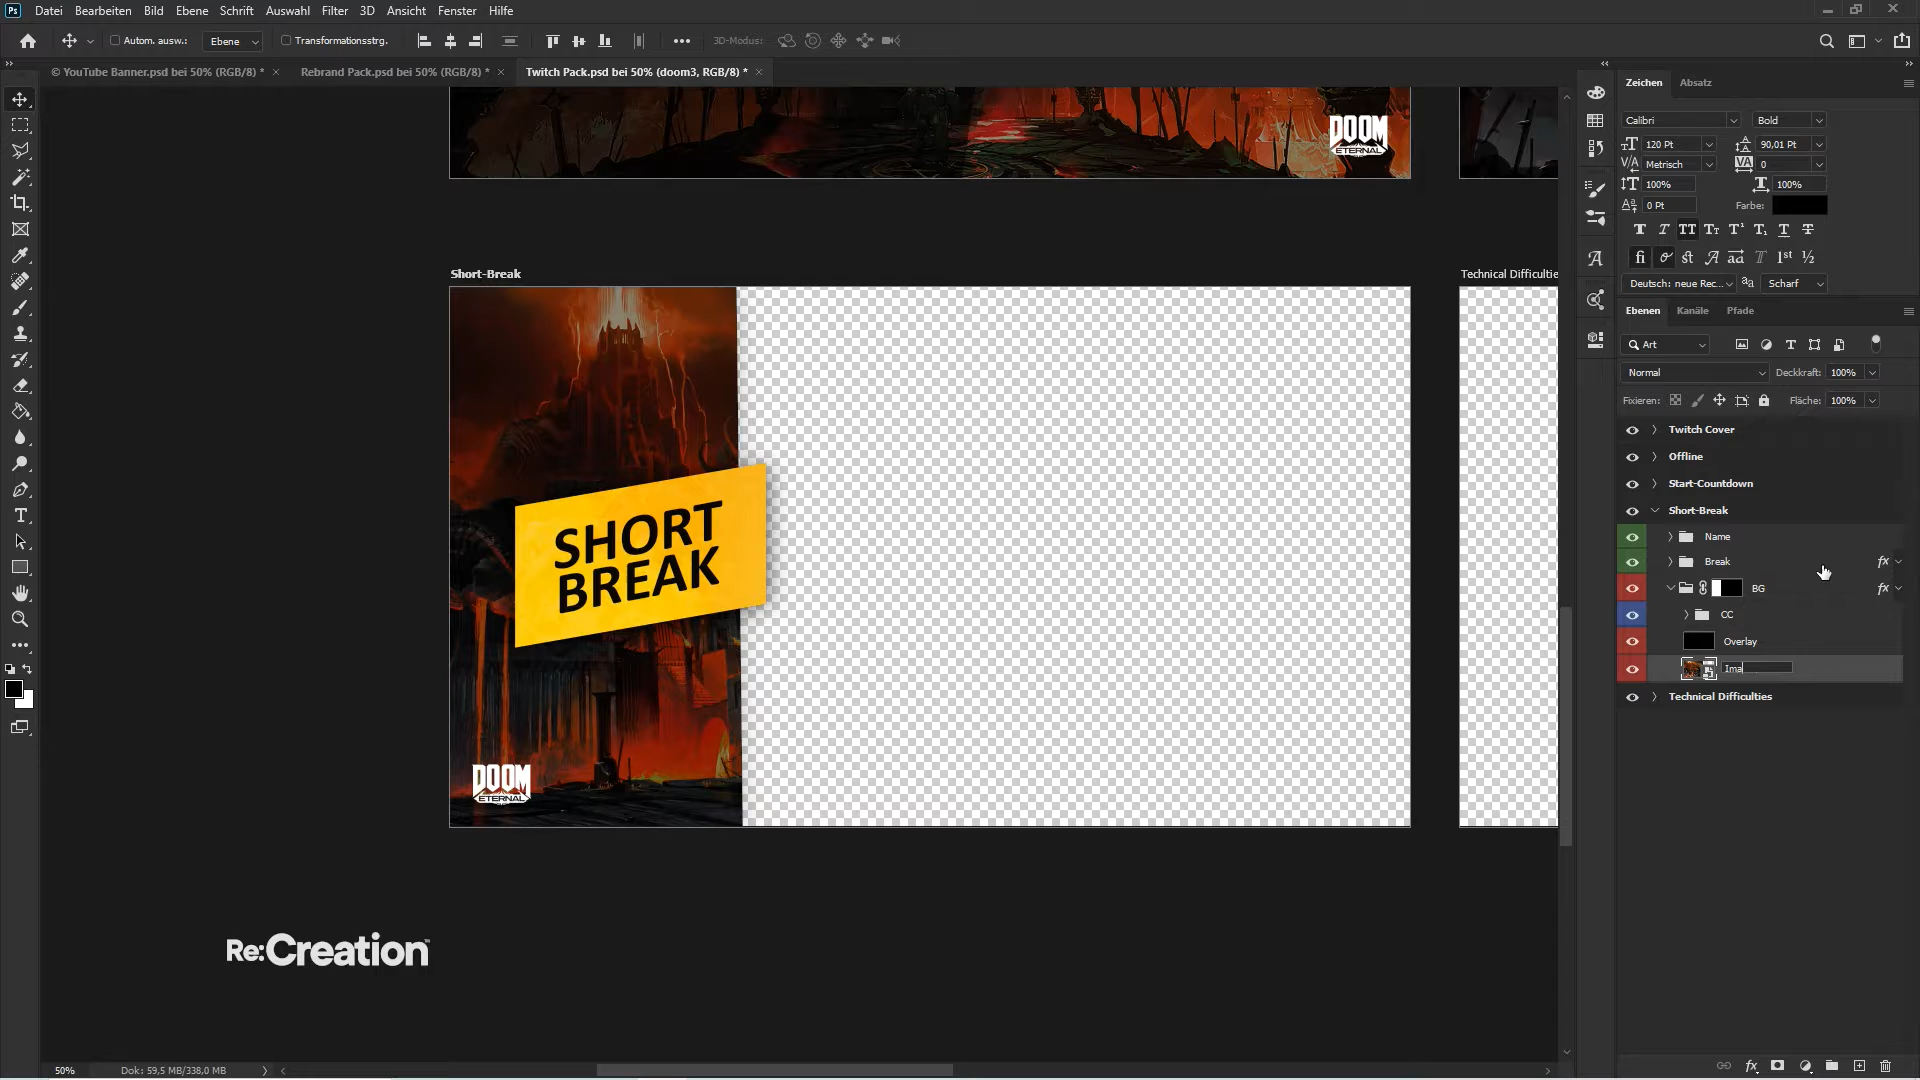 Ps Datei Bearbeiten Bild Ebene Schrift Auswahl Filter 3D Ansicht Fenster Hilfe
Autom. ausw.: Ebene Transformationsstrg. 3D-Modus:
© YouTube Banner.psd bei 50% (RGB/8) *
Rebrand Pack.psd bei 50% (RGB/8) *
Twitch Pack.psd bei 50% (doom3, RGB/8) *
DOOM
ETERNAL
Short-Break
Technical Difficultie
SHORT
BREAK
DOOM
ETERNAL
Re:Creation
50% Dok: 59,5 MB/338,0 MB
Zeichen Absatz
Calibri Bold
120 Pt 90,01 Pt
Metrisch 0
100% 100%
0 Pt Farbe:
Deutsch: neue Rec... aa Scharf
Ebenen Kanäle Pfade
Art
Normal Deckkraft: 100%
Fixieren: Fläche: 100%
Twitch Cover
Offline
Start-Countdown
Short-Break
Name
Break fx
BG fx
CC
Overlay
Ima
Technical Difficulties